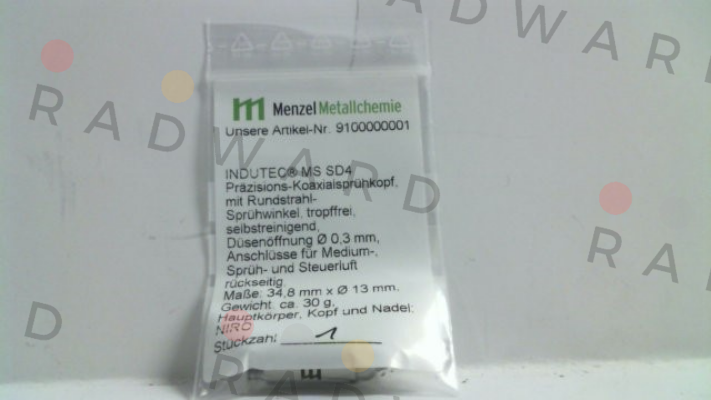 RADWARD
RADWARD
RADWARD
D
RADWAR
Menzel Metallchemie
Unsere Artikel-Nr. 9100000001
INDUTEC® MS SD4
Präzisions-Koaxialsprühkopf,
mit Rundstrahl-
Sprühwinkel, tropffrei,
selbstreinigend,
Düsenöffnung Ø 0,3 mm,
Anschlüsse für Medium-,
Sprüh- und Steuerluft
rückseitig.
Maße: 34,8 mm x Ø 13 mm.
Gewicht: ca. 30 g,
Hauptkörper, Kopf und Nadel:
NIRO
Stückzahl 1